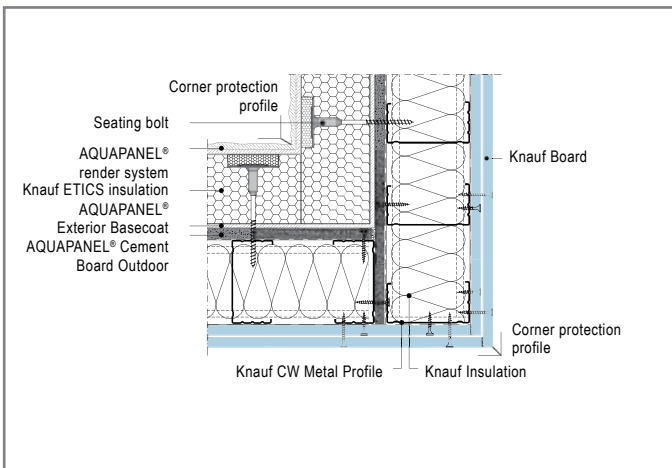 Corner protection
profile
Seating bolt
AQUAPANEL®
render system
Knauf ETICS insulation
AQUAPANEL®
Exterior Basecoat
AQUAPANEL® Cement
Board Outdoor
Knauf Board
Corner protection
profile
Knauf CW Metal Profile
Knauf Insulation